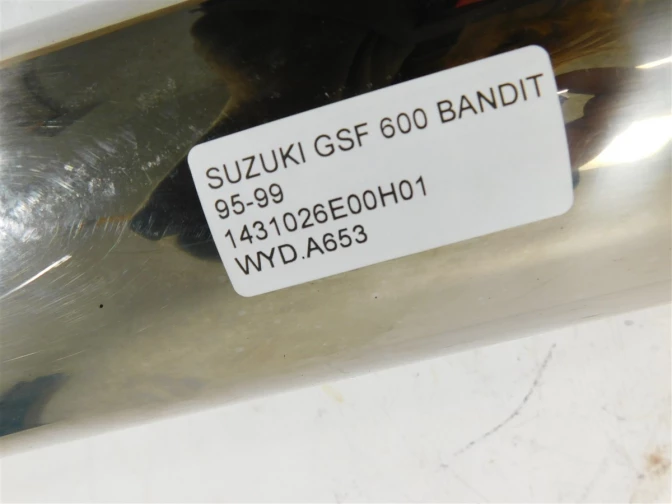 SUZUKI GSF 600 BANDIT
95-99
1431026E00H01
WYD.A653